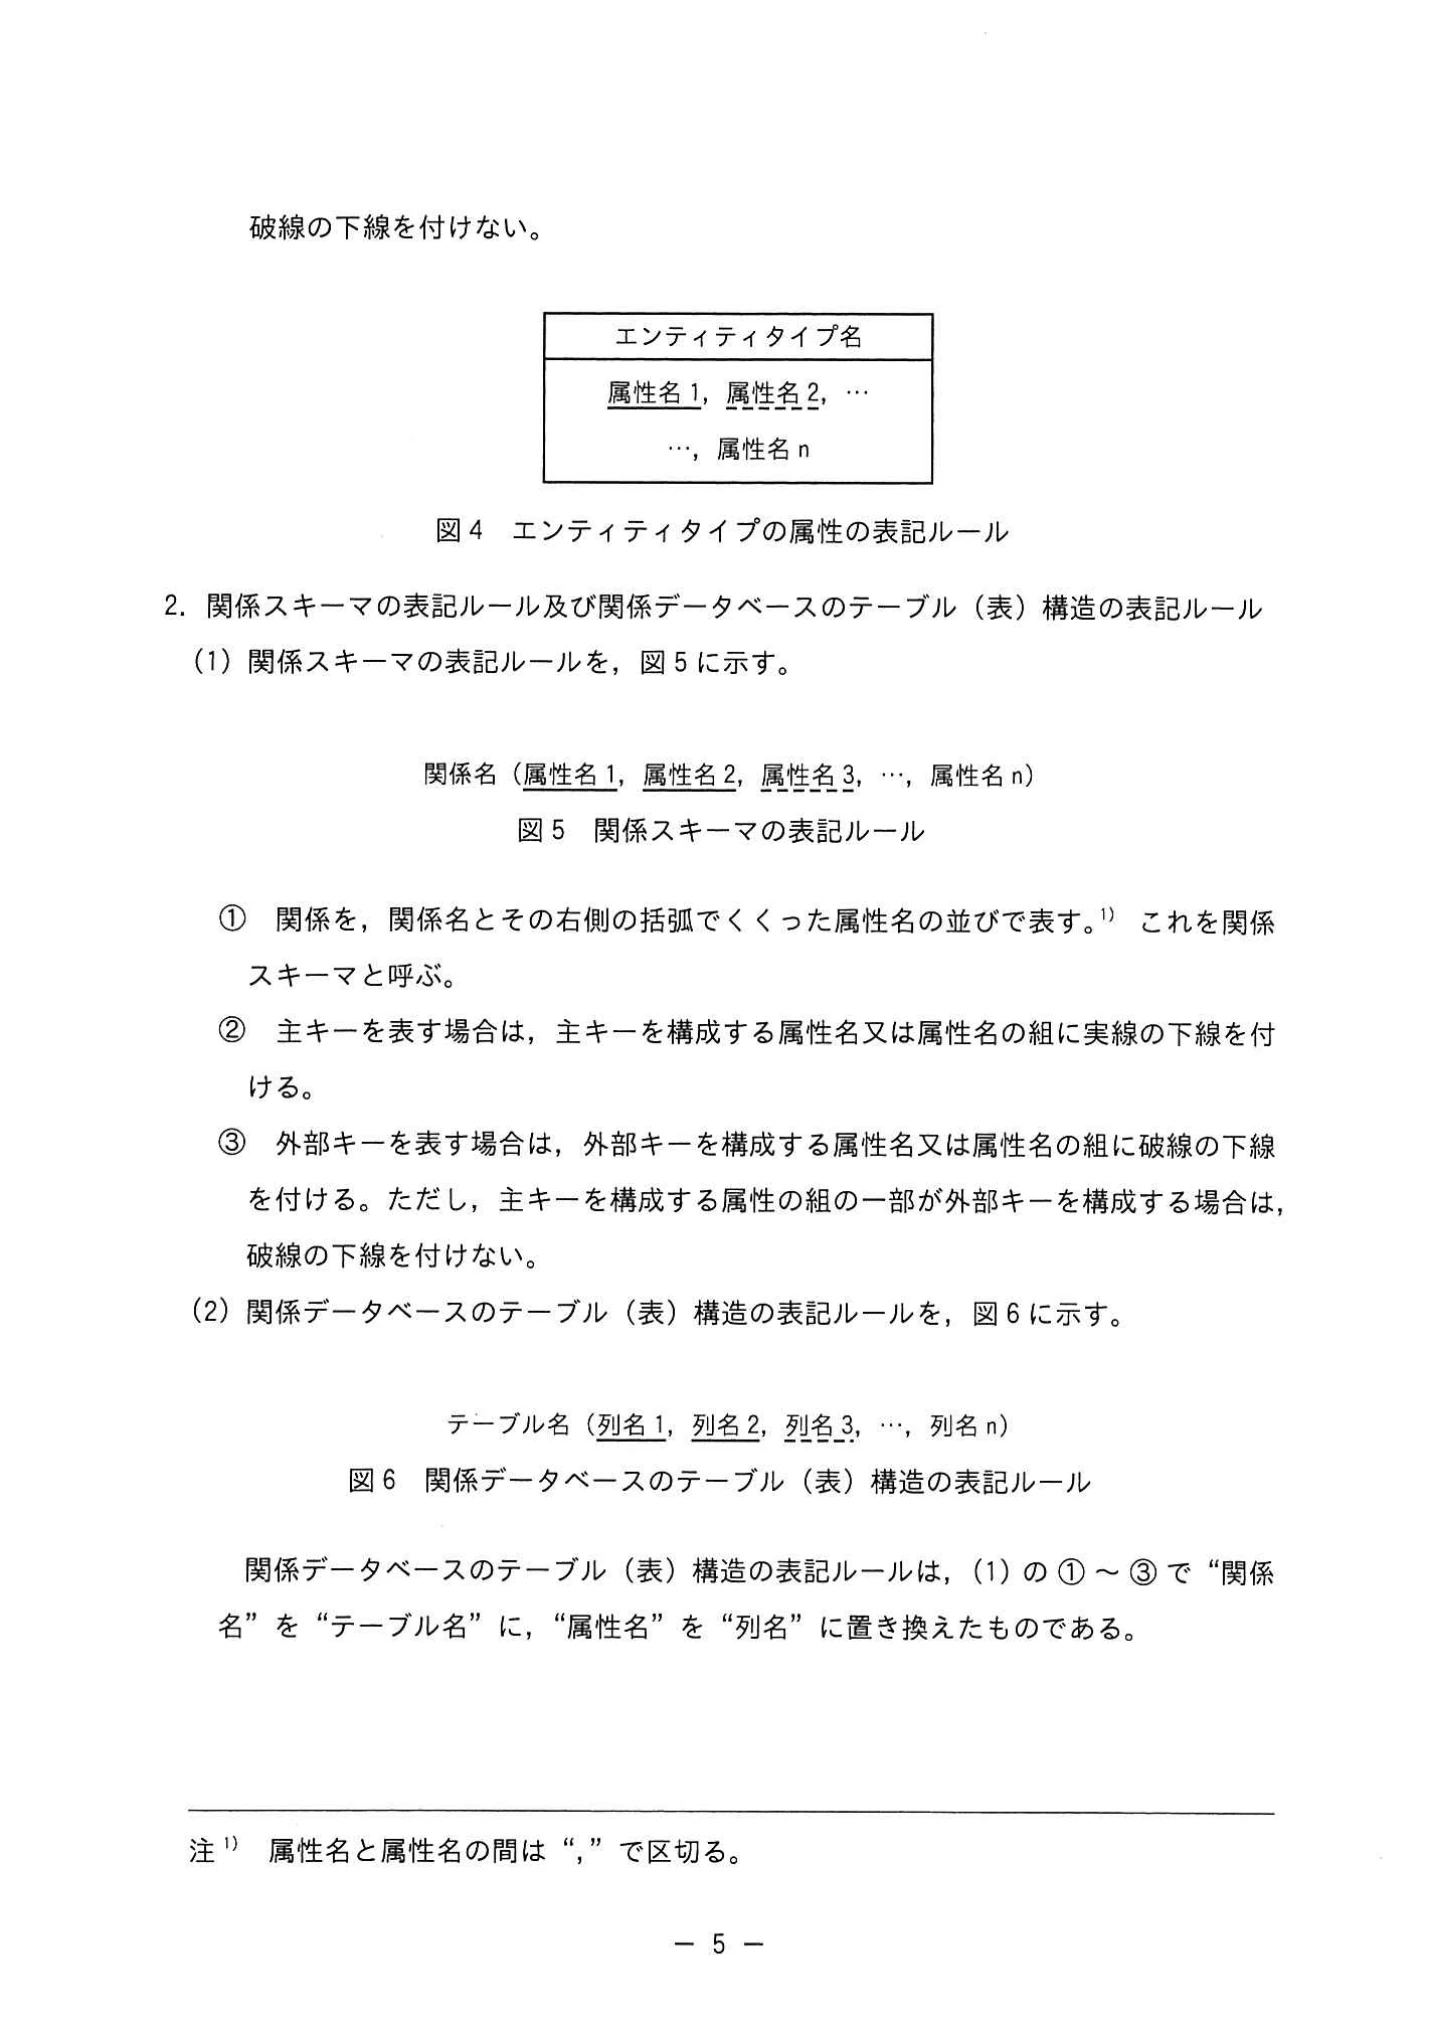 破線の下線を付けない。
エンティティタイプ名
属性名1，属性名2，…
…，属性名n
図4　エンティティタイプの属性の表記ルール
2．関係スキーマの表記ルール及び関係データベースのテーブル（表）構造の表記ルール
（1）関係スキーマの表記ルールを，図5に示す。
関係名（属性名1，属性名2，属性名3，…，属性名n）
図5　関係スキーマの表記ルール
①　関係を，関係名とその右側の括弧でくくった属性名の並びで表す。1)　これを関係
スキーマと呼ぶ。
②　主キーを表す場合は，主キーを構成する属性名又は属性名の組に実線の下線を付
ける。
③　外部キーを表す場合は，外部キーを構成する属性名又は属性名の組に破線の下線
を付ける。ただし，主キーを構成する属性の組の一部が外部キーを構成する場合は，
破線の下線を付けない。
（2）関係データベースのテーブル（表）構造の表記ルールを，図6に示す。
テーブル名（列名1，列名2，列名3，…，列名n）
図6　関係データベースのテーブル（表）構造の表記ルール
関係データベースのテーブル（表）構造の表記ルールは，（1）の①～③で“関係
名”を“テーブル名”に，“属性名”を“列名”に置き換えたものである。
注1)　属性名と属性名の間は“，”で区切る。
－ 5 －